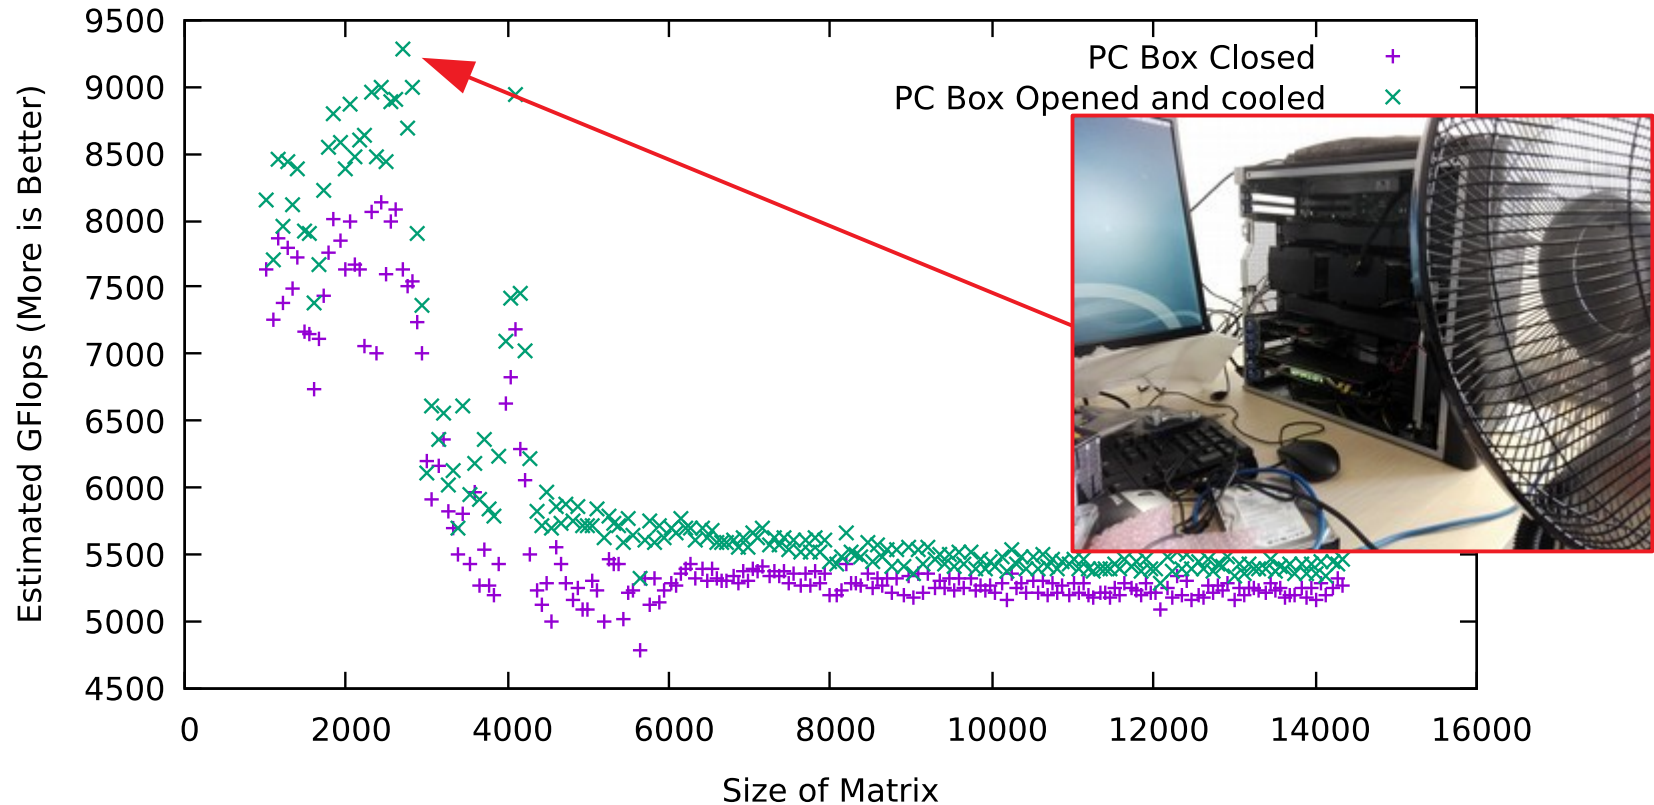 9500
9000
8500
8000
7500
7000
6500
6000
5500
5000
4500
Estimated GFlops (More is Better)
PC Box Closed
PC Box Opened and cooled
0 2000 4000 6000 8000 10000 12000 14000 16000
Size of Matrix